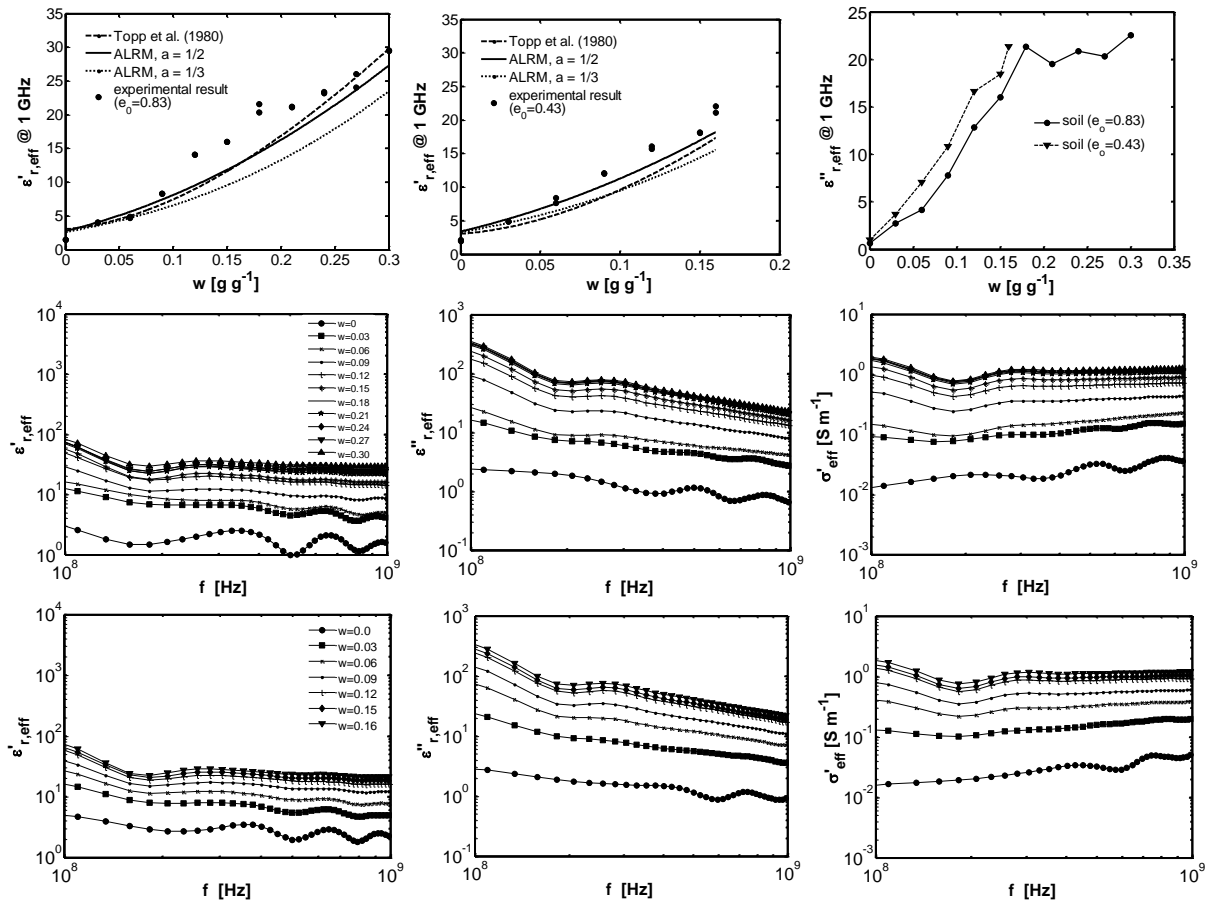 35
30
25
20
15
10
5
0
ε'r,eff @ 1 GHz
Topp et al. (1980)
ALRM, a = 1/2
ALRM, a = 1/3
experimental result
(e0=0.83)
0 0.05 0.1 0.15 0.2 0.25 0.3
w [g g-1]
40
35
30
25
20
15
10
5
0
ε'r,eff @ 1 GHz
Topp et al. (1980)
ALRM, a = 1/2
ALRM, a = 1/3
experimental result
(e0=0.43)
0 0.05 0.1 0.15 0.2
w [g g-1]
25
20
15
10
5
0
ε''r,eff @ 1 GHz
soil (eo=0.83)
soil (eo=0.43)
0 0.05 0.1 0.15 0.2 0.25 0.3 0.35
w [g g-1]
10^4
10^3
10^2
10^1
10^0
ε'r,eff
w=0
w=0.03
w=0.06
w=0.09
w=0.12
w=0.15
w=0.18
w=0.21
w=0.24
w=0.27
w=0.30
10^8 10^9
f [Hz]
10^3
10^2
10^1
10^0
10^-1
ε''r,eff
10^8 10^9
f [Hz]
10^1
10^0
10^-1
10^-2
10^-3
σ'eff [S m-1]
10^8 10^9
f [Hz]
10^4
10^3
10^2
10^1
10^0
ε'r,eff
w=0.0
w=0.03
w=0.06
w=0.09
w=0.12
w=0.15
w=0.16
10^8 10^9
f [Hz]
10^3
10^2
10^1
10^0
10^-1
ε''r,eff
10^8 10^9
f [Hz]
10^1
10^0
10^-1
10^-2
10^-3
σ'eff [S m-1]
10^8 10^9
f [Hz]